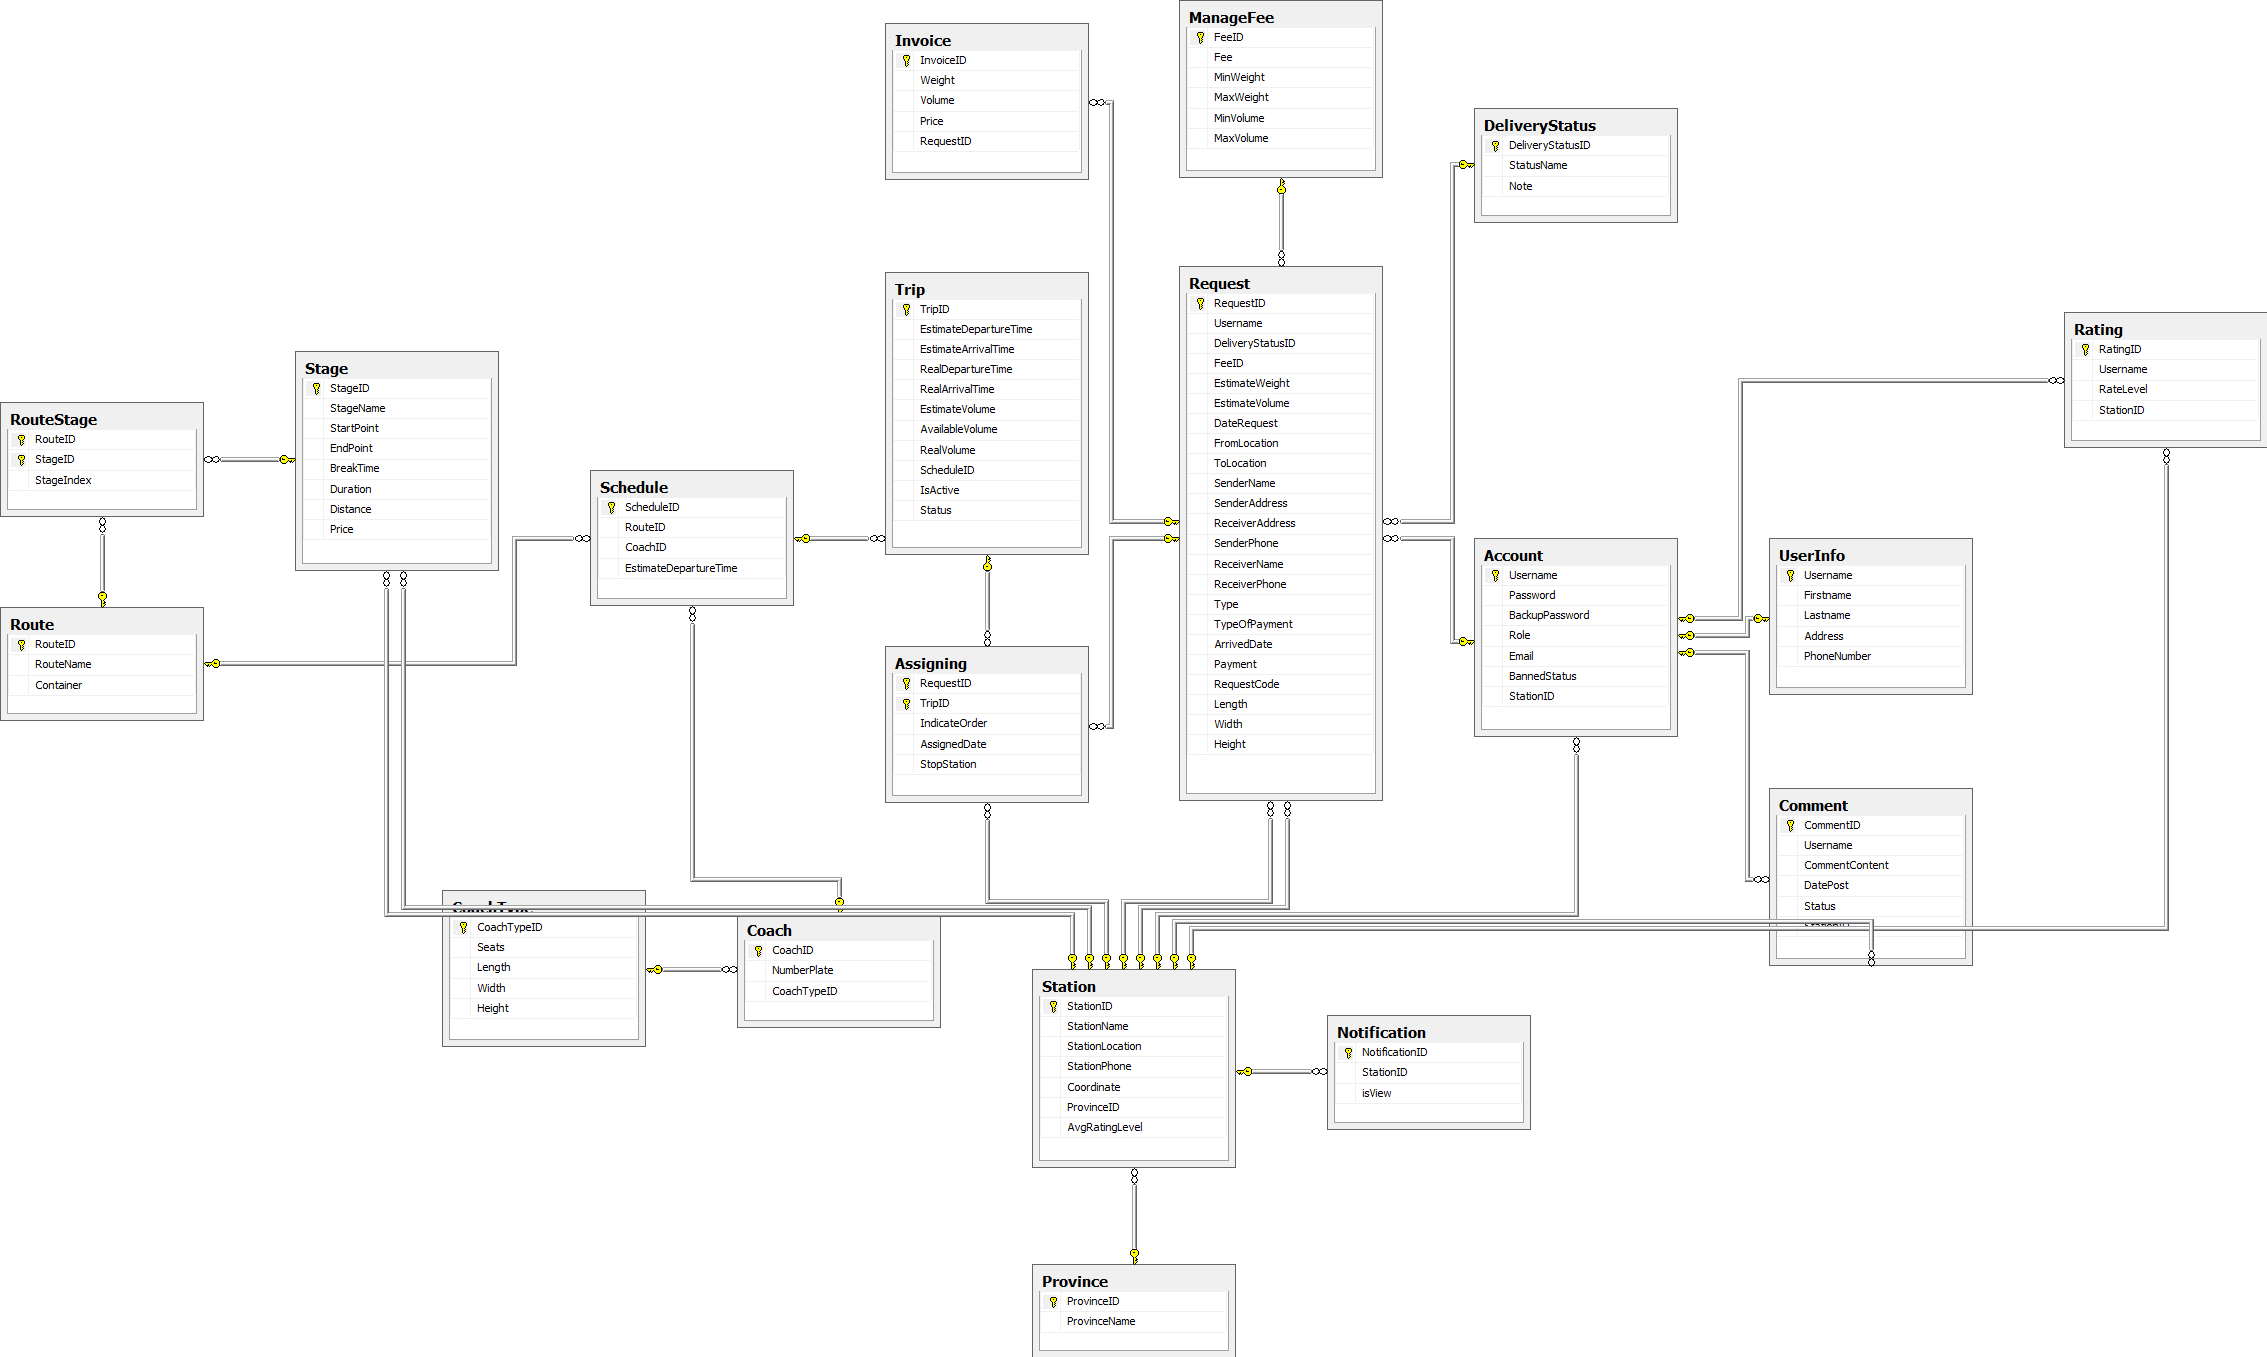 ManageFee
FeeID
Fee
MinWeight
MaxWeight
MinVolume
MaxVolume
Invoice
InvoiceID
Weight
Volume
Price
RequestID
DeliveryStatus
DeliveryStatusID
StatusName
Note
Request
RequestID
Username
DeliveryStatusID
FeeID
EstimateWeight
EstimateVolume
DateRequest
FromLocation
ToLocation
SenderName
SenderAddress
ReceiverAddress
SenderPhone
ReceiverName
ReceiverPhone
Type
TypeOfPayment
ArrivedDate
Payment
RequestCode
Length
Width
Height
Trip
TripID
EstimateDepartureTime
EstimateArrivalTime
RealDepartureTime
RealArrivalTime
EstimateVolume
AvailableVolume
RealVolume
ScheduleID
IsActive
Status
Rating
RatingID
Username
RateLevel
StationID
Stage
StageID
StageName
StartPoint
EndPoint
BreakTime
Duration
Distance
Price
RouteStage
RouteID
StageID
StageIndex
Schedule
ScheduleID
RouteID
CoachID
EstimateDepartureTime
Account
Username
Password
BackupPassword
Role
Email
BannedStatus
StationID
UserInfo
Username
Firstname
Lastname
Address
PhoneNumber
Route
RouteID
RouteName
Container
Assigning
RequestID
TripID
IndicateOrder
AssignedDate
StopStation
Comment
CommentID
Username
CommentContent
DatePost
Status
StationID
CoachType
CoachTypeID
Seats
Length
Width
Height
Coach
CoachID
NumberPlate
CoachTypeID
Station
StationID
StationName
StationLocation
StationPhone
Coordinate
ProvinceID
AvgRatingLevel
Notification
NotificationID
StationID
isView
Province
ProvinceID
ProvinceName